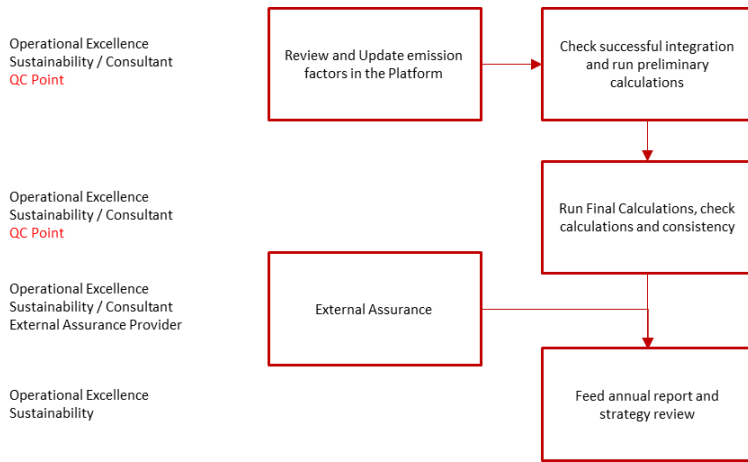 Operational Excellence
Sustainability / Consultant
QC Point
Review and Update emission
factors in the Platform
Check successful integration
and run preliminary
calculations
Operational Excellence
Sustainability / Consultant
QC Point
Run Final Calculations, check
calculations and consistency
Operational Excellence
Sustainability / Consultant
External Assurance Provider
External Assurance
Operational Excellence
Sustainability
Feed annual report and
strategy review